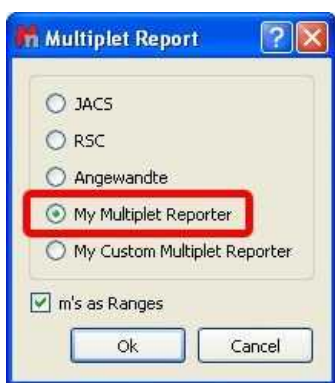 Multiplet Report
JACS
RSC
Angewandte
My Multiplet Reporter
My Custom Multiplet Reporter
m's as Ranges
Ok Cancel